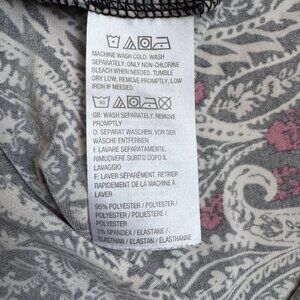 MACHINE WASH COLD. WASH
SEPARATELY. ONLY NON-CHLORINE
BLEACH WHEN NEEDED. TUMBLE
DRY LOW, REMOVE PROMPTLY, LOW
IRON IF NEEDED
GB: WASH SEPARATELY. REMOVE
PROMPTLY
D: SEPARAT WASCHEN, VOR DER
WÄSCHE ENTFERNEN
I: LAVARE SEPARATAMENTE.
RIMUOVERE SUBITO DOPO IL
LAVAGGIO
F: LAVER SÉPARÉMENT, RETIRER
RAPIDEMENT DE LA MACHINE À
LAVER
95% POLYESTER / POLYESTER /
POLYESTER / POLIESTERE /
POLYESTER
5% SPANDEX / ELASTANE /
ELASTHAN / ELASTAN / ÉLASTHANNE